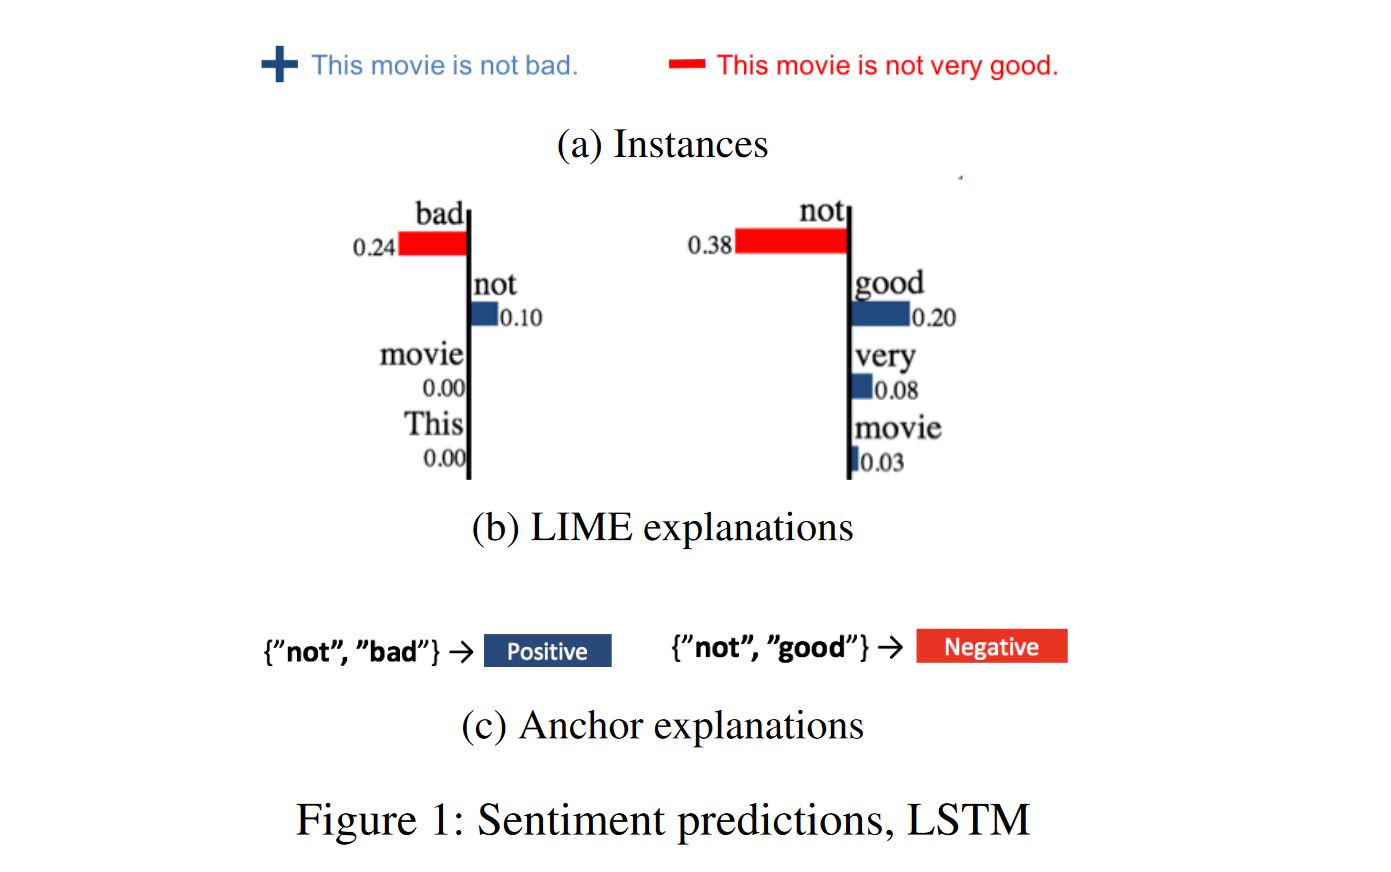 This movie is not bad.
This movie is not very good.
(a) Instances
bad
0.24
not
0.10
movie
0.00
This
0.00
not
0.38
good
0.20
very
0.08
movie
0.03
(b) LIME explanations
{”not”, ”bad”} → Positive
{”not”, ”good”} → Negative
(c) Anchor explanations
Figure 1: Sentiment predictions, LSTM